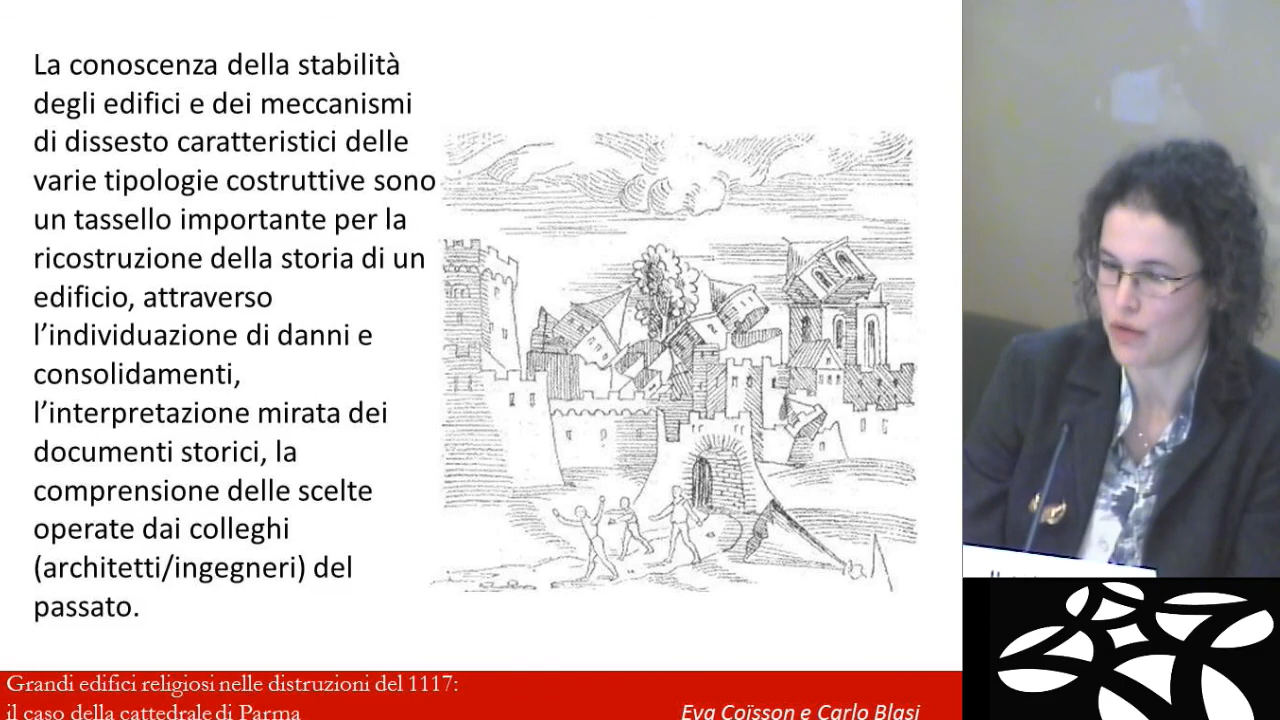 La conoscenza della stabilità
degli edifici e dei meccanismi
di dissesto caratteristici delle
varie tipologie costruttive sono
un tassello importante per la
ricostruzione della storia di un
edificio, attraverso
l’individuazione di danni e
consolidamenti,
l’interpretazione mirata dei
documenti storici, la
comprensione delle scelte
operate dai colleghi
(architetti/ingegneri) del
passato.
Grandi edifici religiosi nelle distruzioni del 1117:
il caso della cattedrale di Parma
Eva Coïsson e Carlo Blasi